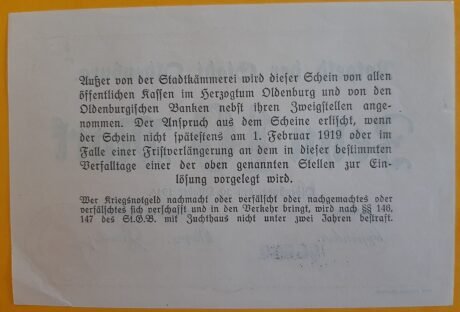 Außer von der Stadtkämmerei wird dieser Schein von allen
öffentlichen Kassen im Herzogtum Oldenburg und von den
Oldenburgischen Banken nebst ihren Zweigstellen ange-
nommen. Der Anspruch aus dem Scheine erlischt, wenn
der Schein nicht spätestens am 1. Februar 1919 oder im
Falle einer Fristverlängerung an dem in dieser bestimmten
Verfalltage einer der oben genannten Stellen zur Ein-
lösung vorgelegt wird.
Wer Kriegsnotgeld nachmacht oder verfälscht oder nachgemachtes oder
verfälschtes sich verschafft und in den Verkehr bringt, wird nach §§ 146,
147 des St.G.B. mit Zuchthaus nicht unter zwei Jahren bestraft.